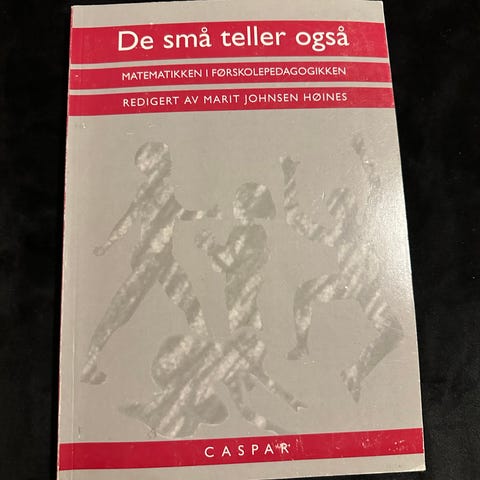 De små teller også
MATEMATIKKEN I FØRSKOLEPEDAGOGIKKEN
REDIGERT AV MARIT JOHNSEN HØINES
CASPAR